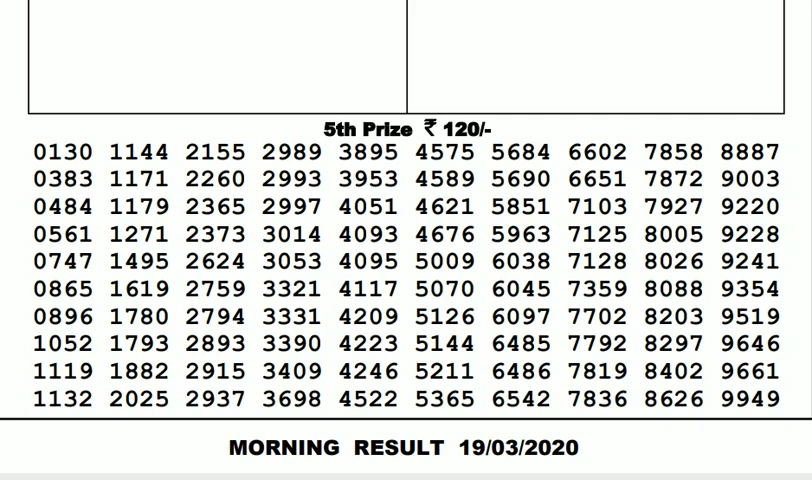 5th Prize ₹ 120/-
0130 1144 2155 2989 3895 4575 5684 6602 7858 8887
0383 1171 2260 2993 3953 4589 5690 6651 7872 9003
0484 1179 2365 2997 4051 4621 5851 7103 7927 9220
0561 1271 2373 3014 4093 4676 5963 7125 8005 9228
0747 1495 2624 3053 4095 5009 6038 7128 8026 9241
0865 1619 2759 3321 4117 5070 6045 7359 8088 9354
0896 1780 2794 3331 4209 5126 6097 7702 8203 9519
1052 1793 2893 3390 4223 5144 6485 7792 8297 9646
1119 1882 2915 3409 4246 5211 6486 7819 8402 9661
1132 2025 2937 3698 4522 5365 6542 7836 8626 9949
MORNING RESULT 19/03/2020